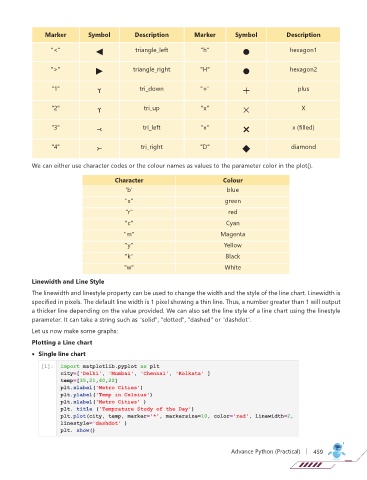 Marker Symbol Description Marker Symbol Description
"<" triangle_left "h" hexagon1
">" triangle_right "H" hexagon2
"1" tri_down "+" plus
"2" tri_up "x" X
"3" tri_left "x" x (filled)
"4" tri_right "D" diamond
We can either use character codes or the colour names as values to the parameter color in the plot().
Character Colour
'b' blue
"x" green
"r" red
"c" Cyan
"m" Magenta
"y" Yellow
"k" Black
"w" White
Linewidth and Line Style
The linewidth and linestyle property can be used to change the width and the style of the line chart. Linewidth is
specified in pixels. The default line width is 1 pixel showing a thin line. Thus, a number greater than 1 will output
a thicker line depending on the value provided. We can also set the line style of a line chart using the linestyle
parameter. It can take a string such as "solid", "dotted", "dashed" or "dashdot".
Let us now make some graphs:
Plotting a Line chart
• Single line chart
[1]: import matplotlib.pyplot as plt
city=['Delhi', 'Mumbai', 'Chennai', 'Kolkata' ]
temp=[35,21,40,22]
plt.xlabel('Metro Cities')
plt.ylabel('Temp in Celsius')
plt.xlabel('Metro Cities' )
plt. title ('Temprature Study of the Day')
plt.plot(city, temp, marker='*', markersize=10, color='red', linewidth=2,
linestyle='dashdot' )
plt. show()
Advance Python (Practical) | 459